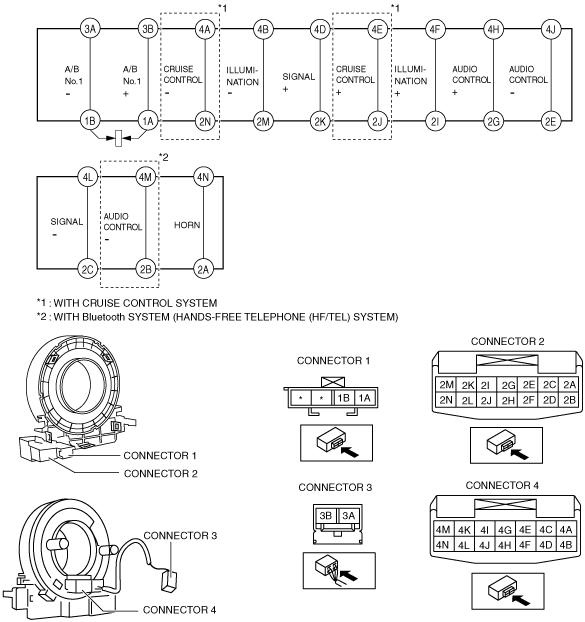 *1 *1
3A 3B 4A 4B 4D 4E 4F 4H 4J
A/B No.1 -
A/B No.1 +
CRUISE CONTROL -
ILLUMI-NATION -
SIGNAL +
CRUISE CONTROL +
ILLUMI-NATION +
AUDIO CONTROL +
AUDIO CONTROL -
1B 1A 2N 2M 2K 2J 2I 2G 2E
*2
4L 4M 4N
SIGNAL -
AUDIO CONTROL -
HORN
2C 2B 2A
*1 : WITH CRUISE CONTROL SYSTEM
*2 : WITH Bluetooth SYSTEM (HANDS-FREE TELEPHONE (HF/TEL) SYSTEM)
CONNECTOR 1
CONNECTOR 2
CONNECTOR 1
* * 1B 1A
CONNECTOR 2
2M 2K 2I 2G 2E 2C 2A
2N 2L 2J 2H 2F 2D 2B
CONNECTOR 3
CONNECTOR 4
CONNECTOR 3
3B 3A
CONNECTOR 4
4M 4K 4I 4G 4E 4C 4A
4N 4L 4J 4H 4F 4D 4B